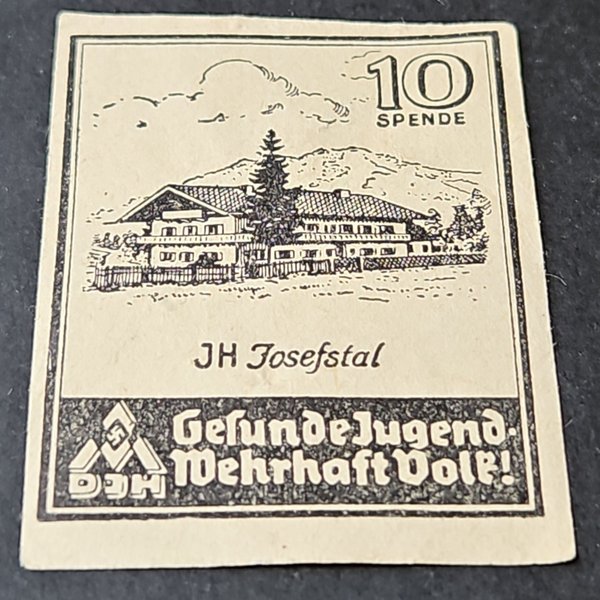 10
SPENDE
JH Josefstal
Gesunde Jugend-
Wehrhaft Volk!
DJH